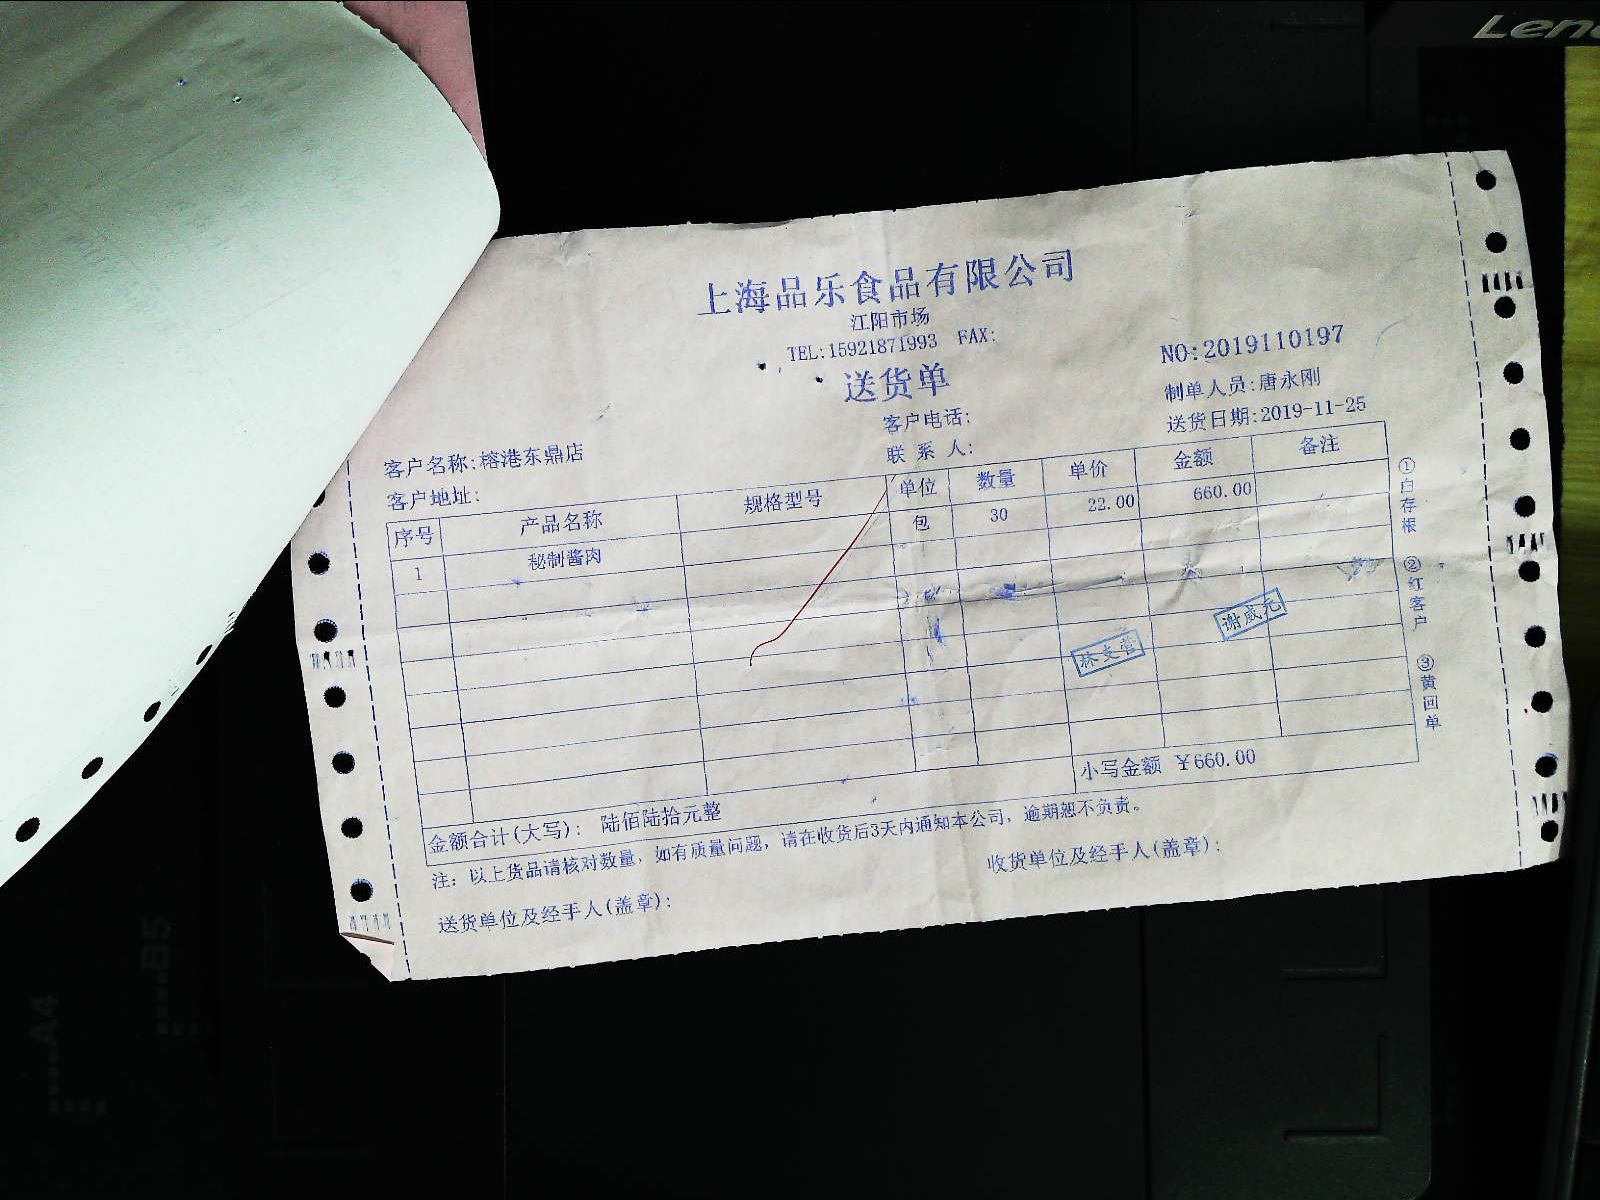 Leno
上海品乐食品有限公司
江阳市场
TEL:15921871993 FAX:
送货单
NO:2019110197
制单人员:唐永刚
客户电话:
送货日期:2019-11-25
客户名称:榕港东鼎店
联系人:
客户地址:
序号 产品名称 规格型号 单位 数量 单价 金额 备注
1 秘制酱肉 包 30 22.00 660.00
谢威元
林支营
金额合计(大写): 陆佰陆拾元整 小写金额 ￥660.00
注: 以上货品请核对数量, 如有质量问题, 请在收货后3天内通知本公司, 逾期恕不负责。
送货单位及经手人(盖章): 收货单位及经手人(盖章):
①白存根 ②红客户 ③黄回单
B5
A4